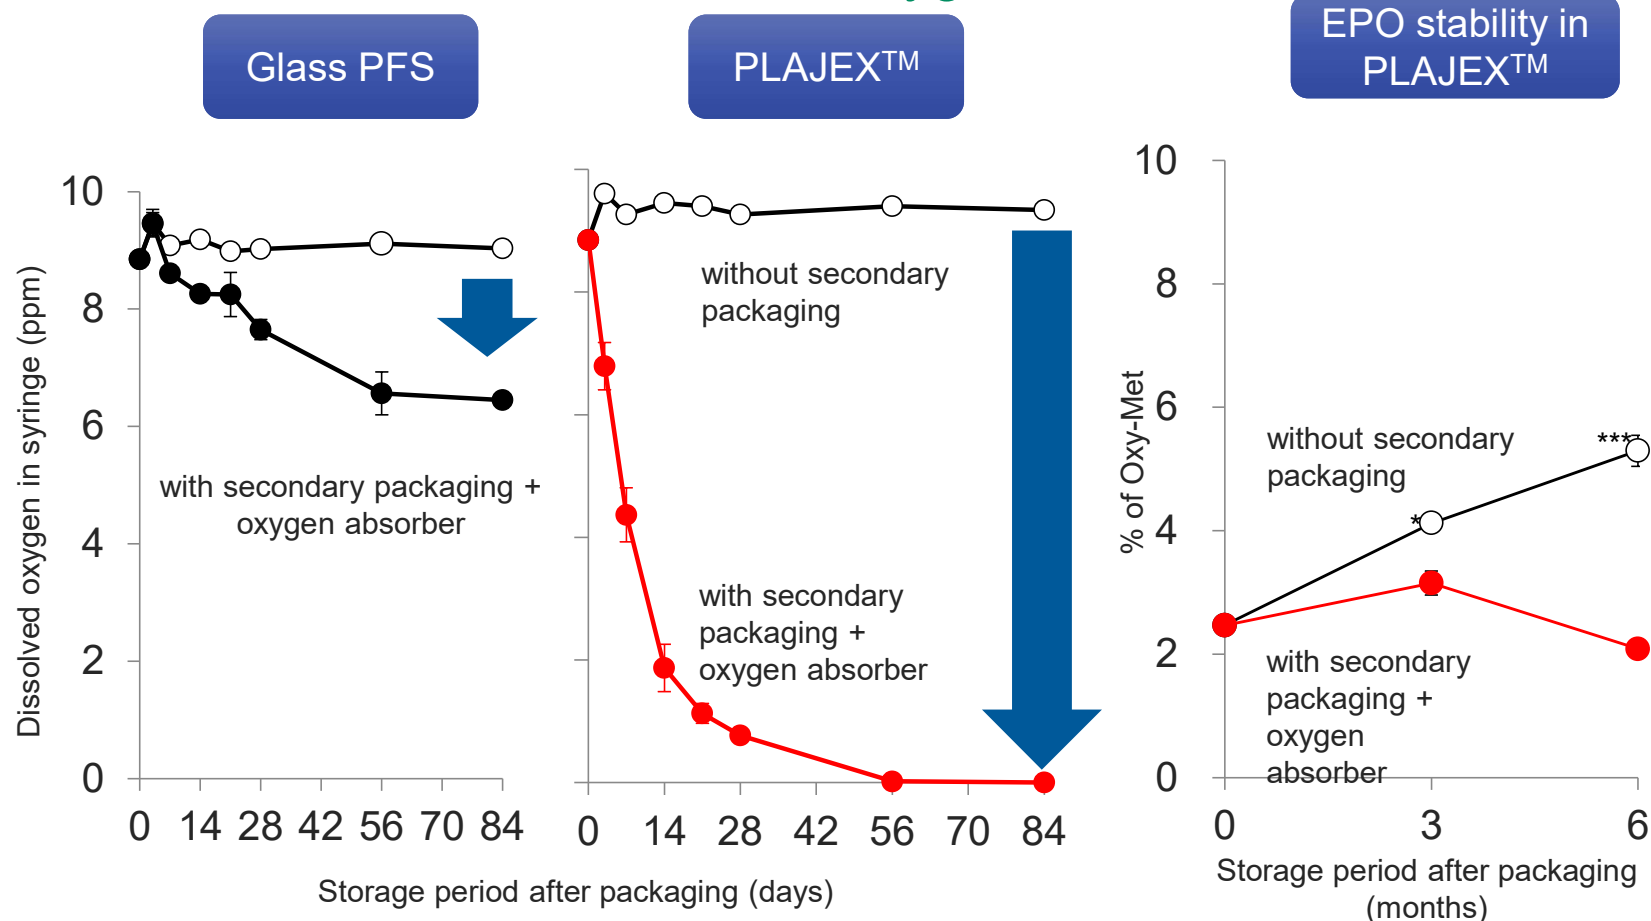 Glass PFS
PLAJEX™
EPO stability in
PLAJEX™
Dissolved oxygen in syringe (ppm)
10
8
6
4
2
0
0 14 28 42 56 70 84
with secondary packaging +
oxygen absorber
without secondary
packaging
with secondary
packaging +
oxygen absorber
0 14 28 42 56 70 84
Storage period after packaging (days)
% of Oxy-Met
10
8
6
4
2
0
without secondary
packaging
*
***
with secondary
packaging +
oxygen
absorber
0 3 6
Storage period after packaging
(months)